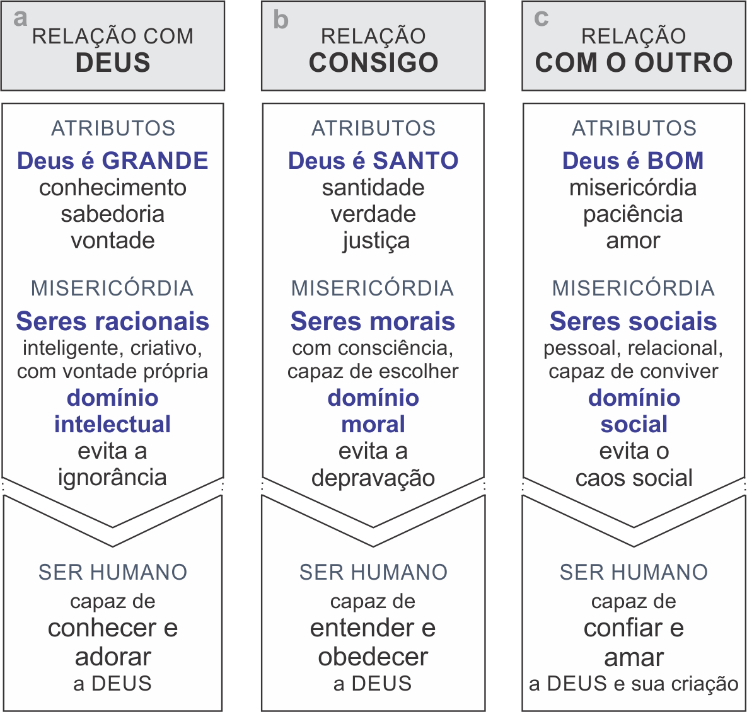 a
RELAÇÃO COM
DEUS
ATRIBUTOS
Deus é GRANDE
conhecimento
sabedoria
vontade
MISERICÓRDIA
Seres racionais
inteligente, criativo,
com vontade própria
domínio
intelectual
evita a
ignorância
SER HUMANO
capaz de
conhecer e
adorar
a DEUS
b
RELAÇÃO
CONSIGO
ATRIBUTOS
Deus é SANTO
santidade
verdade
justiça
MISERICÓRDIA
Seres morais
com consciência,
capaz de escolher
domínio
moral
evita a
depravação
SER HUMANO
capaz de
entender e
obedecer
a DEUS
c
RELAÇÃO
COM O OUTRO
ATRIBUTOS
Deus é BOM
misericórdia
paciência
amor
MISERICÓRDIA
Seres sociais
pessoal, relacional,
capaz de conviver
domínio
social
evita o
caos social
SER HUMANO
capaz de
confiar e
amar
a DEUS e sua criação